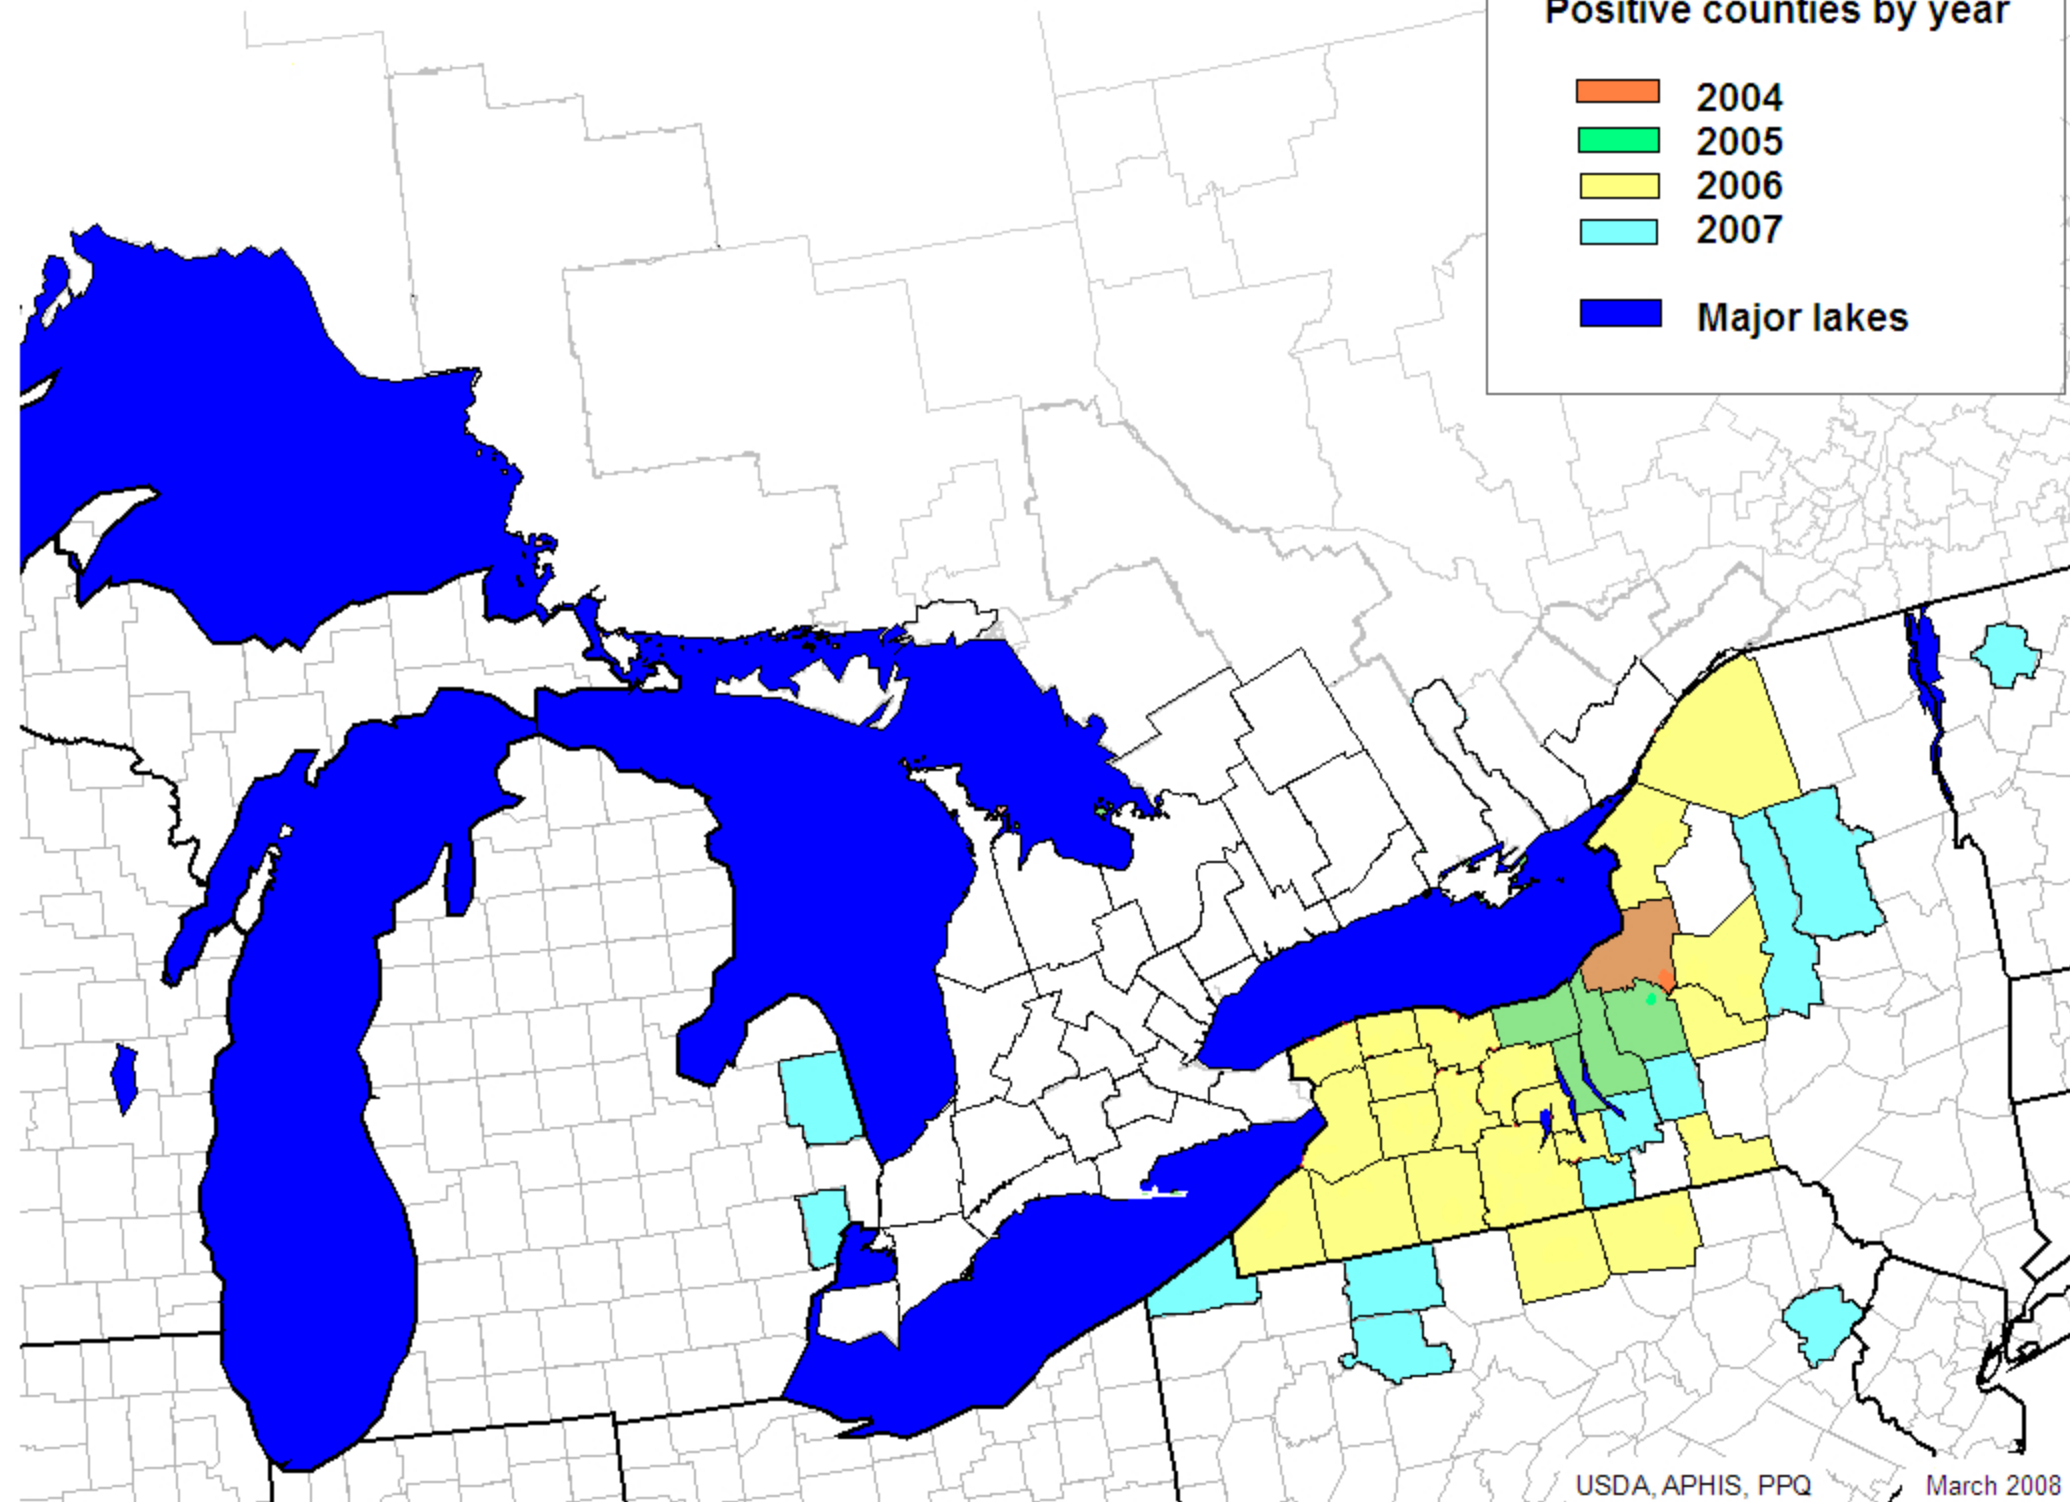 Positive counties by year
2004
2005
2006
2007
Major lakes
USDA, APHIS, PPQ March 2008